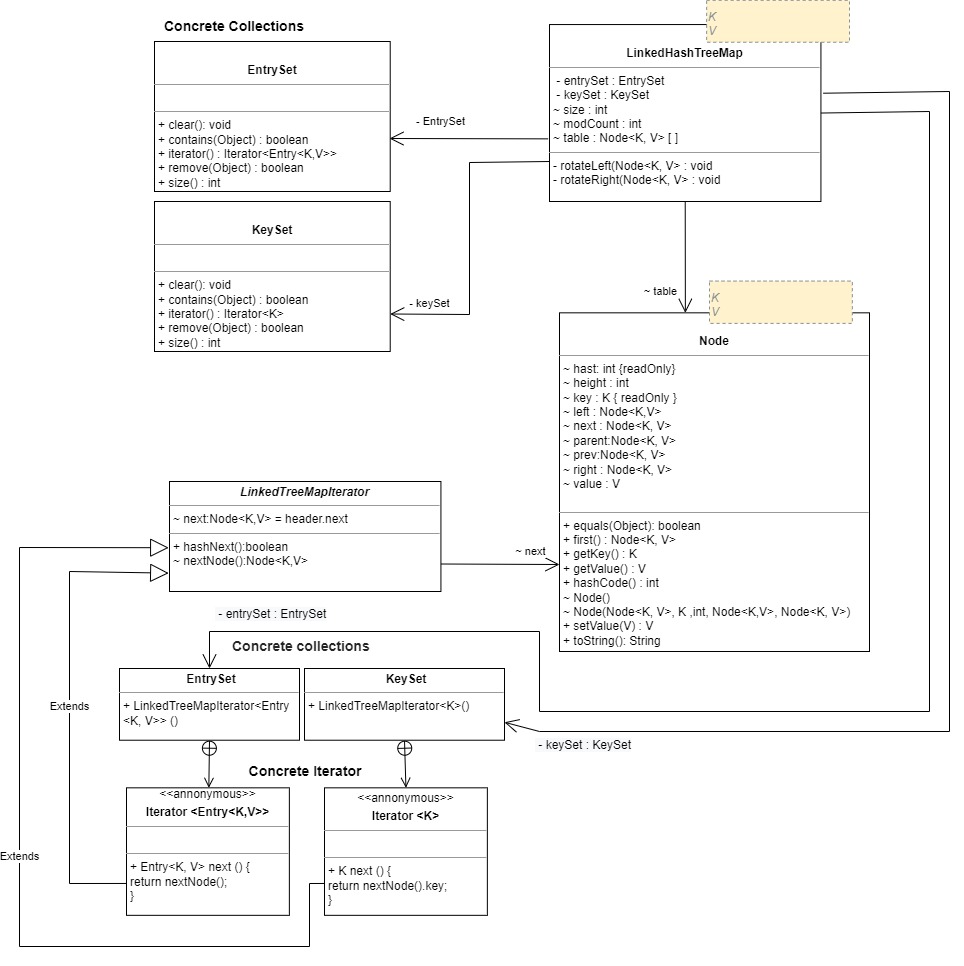 Concrete Collections
EntrySet
+ clear(): void
+ contains(Object) : boolean
+ iterator() : Iterator<Entry<K,V>>
+ remove(Object) : boolean
+ size() : int
KeySet
+ clear(): void
+ contains(Object) : boolean
+ iterator() : Iterator<K>
+ remove(Object) : boolean
+ size() : int
- EntrySet
- keySet
K
V
LinkedHashTreeMap
- entrySet : EntrySet
- keySet : KeySet
~ size : int
~ modCount : int
~ table : Node<K, V> [ ]
- rotateLeft(Node<K, V> : void
- rotateRight(Node<K, V> : void
~ table
K
V
Node
~ hast: int {readOnly}
~ height : int
~ key : K { readOnly }
~ left : Node<K,V>
~ next : Node<K, V>
~ parent:Node<K, V>
~ prev:Node<K, V>
~ right : Node<K, V>
~ value : V
+ equals(Object): boolean
+ first() : Node<K, V>
+ getKey() : K
+ getValue() : V
+ hashCode() : int
~ Node()
~ Node(Node<K, V>, K ,int, Node<K,V>, Node<K, V>)
+ setValue(V) : V
+ toString(): String
LinkedTreeMapIterator
~ next:Node<K,V> = header.next
+ hashNext():boolean
~ nextNode():Node<K,V>
~ next
- entrySet : EntrySet
Concrete collections
EntrySet
+ LinkedTreeMapIterator<Entry
<K, V>> ()
KeySet
+ LinkedTreeMapIterator<K>()
- keySet : KeySet
Extends
Concrete Iterator
<<annonymous>>
Iterator <Entry<K,V>>
+ Entry<K, V> next () {
return nextNode();
}
<<annonymous>>
Iterator <K>
+ K next () {
return nextNode().key;
}
Extends